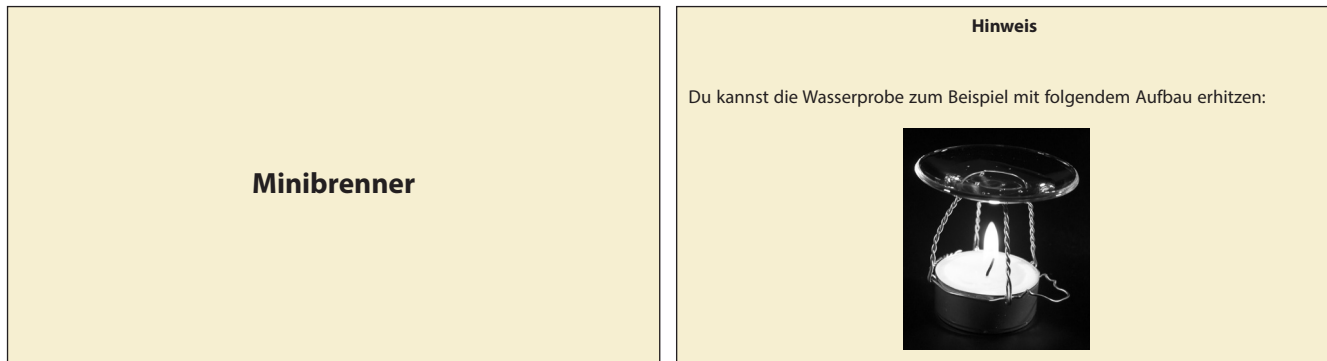 Minibrenner
Hinweis
Du kannst die Wasserprobe zum Beispiel mit folgendem Aufbau erhitzen: